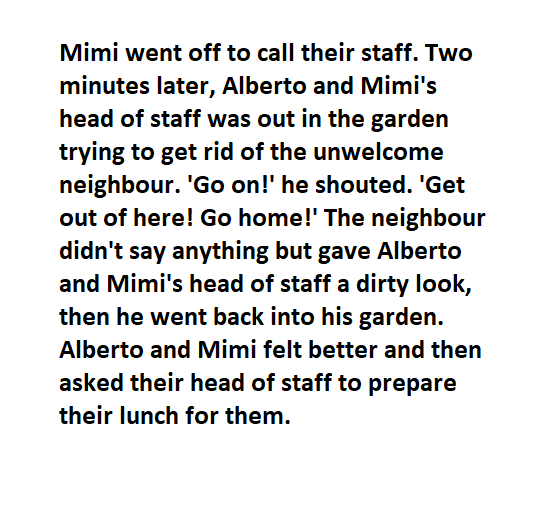 Mimi went off to call their staff. Two
minutes later, Alberto and Mimi's
head of staff was out in the garden
trying to get rid of the unwelcome
neighbour. 'Go on!' he shouted. 'Get
out of here! Go home!' The neighbour
didn't say anything but gave Alberto
and Mimi's head of staff a dirty look,
then he went back into his garden.
Alberto and Mimi felt better and then
asked their head of staff to prepare
their lunch for them.